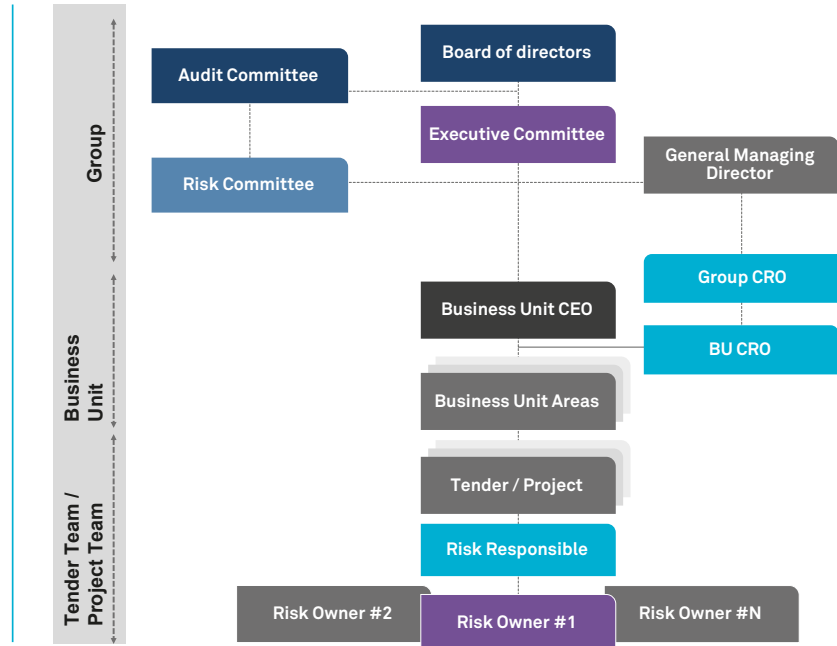 Group
Business
Unit
Tender Team /
Project Team
Board of directors
Audit Committee
Executive Committee
General Managing
Director
Risk Committee
Group CRO
Business Unit CEO
BU CRO
Business Unit Areas
Tender / Project
Risk Responsible
Risk Owner #2
Risk Owner #1
Risk Owner #N